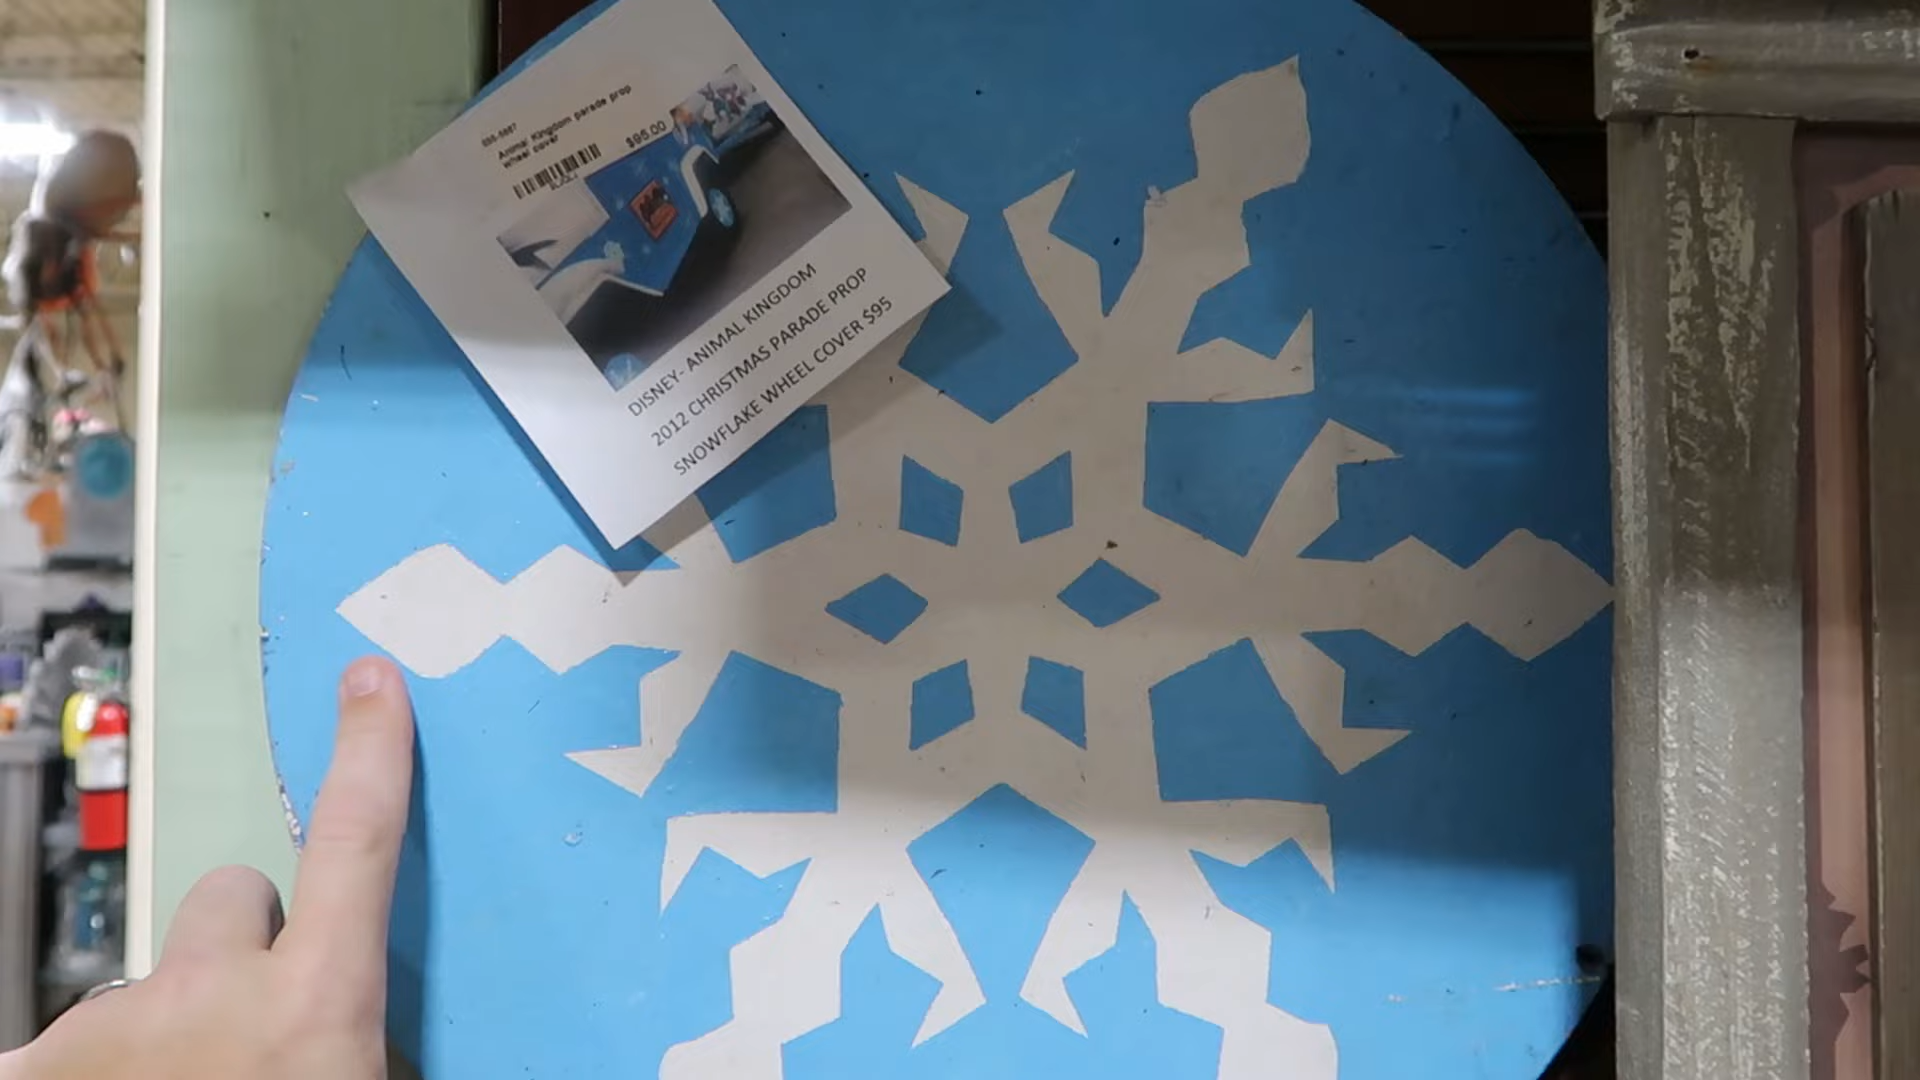 Animal Kingdom parade prop
wheel cover
$95.00
DISNEY- ANIMAL KINGDOM
2012 CHRISTMAS PARADE PROP
SNOWFLAKE WHEEL COVER $95